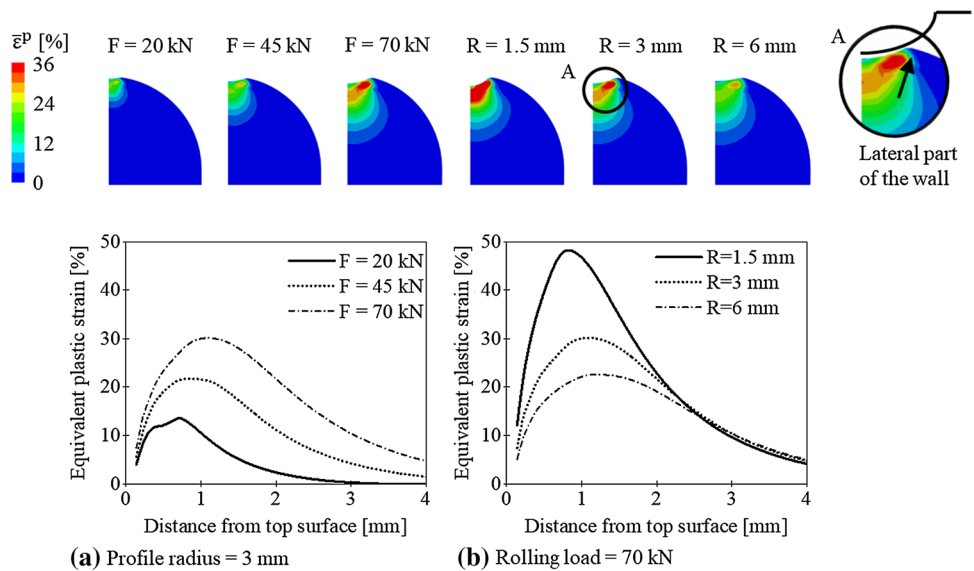 ε̅ᵖ [%] F = 20 kN F = 45 kN F = 70 kN R = 1.5 mm R = 3 mm R = 6 mm A
36
24
12
0
A
Lateral part
of the wall
Equivalent plastic strain [%]
50
40
30
20
10
0
F = 20 kN
F = 45 kN
F = 70 kN
0 1 2 3 4
Distance from top surface [mm]
(a) Profile radius = 3 mm
Equivalent plastic strain [%]
50
40
30
20
10
0
R=1.5 mm
R=3 mm
R=6 mm
0 1 2 3 4
Distance from top surface [mm]
(b) Rolling load = 70 kN